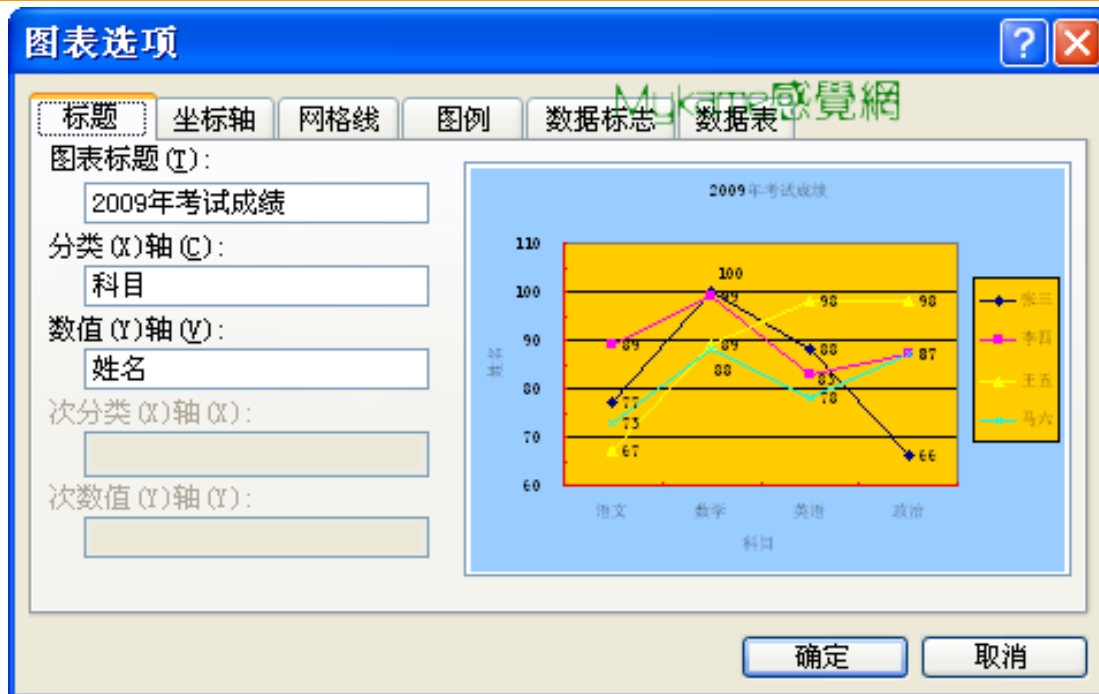 图表选项
Mykame感覺網
标题 坐标轴 网格线 图例 数据标志 数据表
图表标题(T):
2009年考试成绩
分类(X)轴(C):
科目
数值(Y)轴(V):
姓名
次分类(X)轴(X):
次数值(Y)轴(Y):
2009年考试成绩
110
100
90
80
70
60
姓名
77
100
88
66
89
99
83
87
67
89
98
98
73
88
78
语文 数学 英语 政治
科目
张三
李四
王五
马六
确定 取消